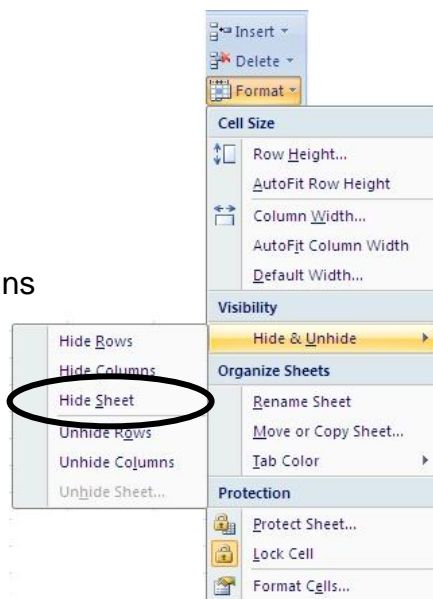 Insert
Delete
Format
Cell Size
Row Height...
AutoFit Row Height
Column Width...
AutoFit Column Width
Default Width...
Visibility
Hide & Unhide
Organize Sheets
Rename Sheet
Move or Copy Sheet...
Tab Color
Protection
Protect Sheet...
Lock Cell
Format Cells...
ns
Hide Rows
Hide Columns
Hide Sheet
Unhide Rows
Unhide Columns
Unhide Sheet...